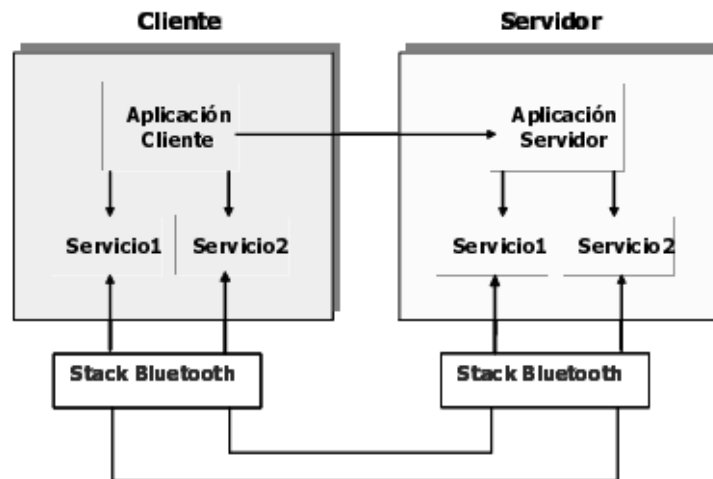 Cliente
Servidor
Aplicación
Cliente
Aplicación
Servidor
Servicio1
Servicio2
Servicio1
Servicio2
Stack Bluetooth
Stack Bluetooth